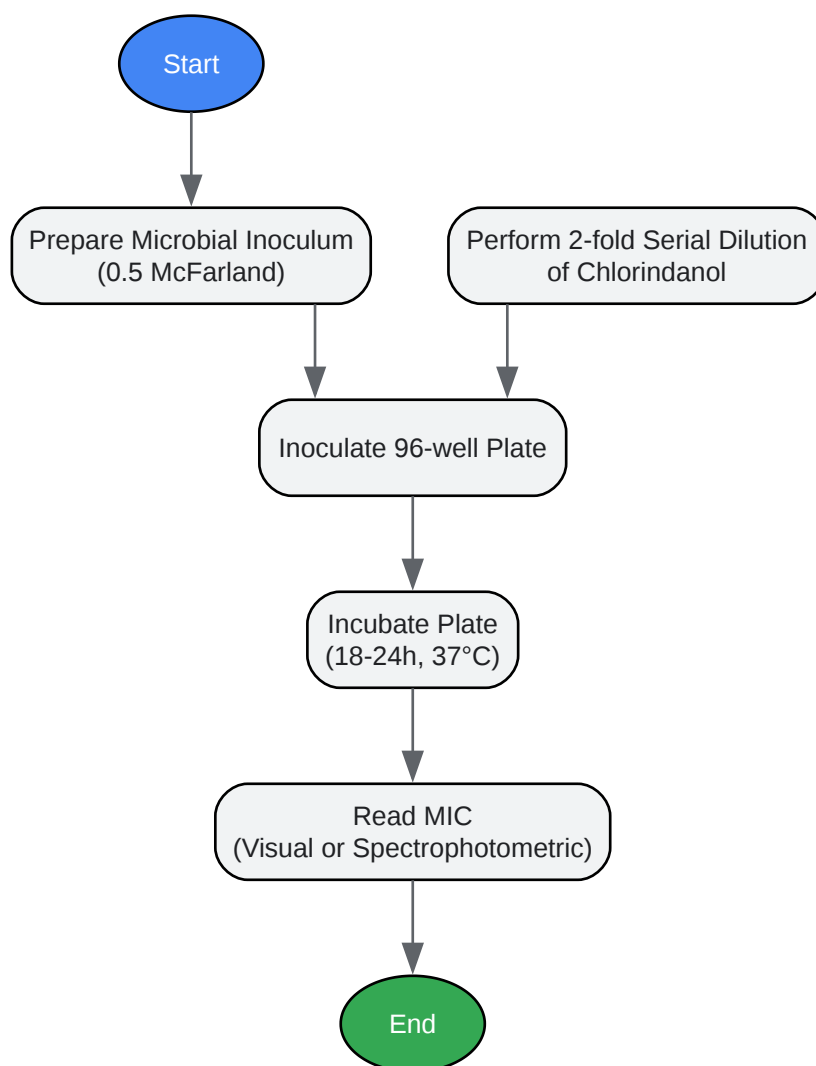 Start
Prepare Microbial Inoculum
(0.5 McFarland)
Perform 2-fold Serial Dilution
of Chlorindanol
Inoculate 96-well Plate
Incubate Plate
(18-24h, 37°C)
Read MIC
(Visual or Spectrophotometric)
End